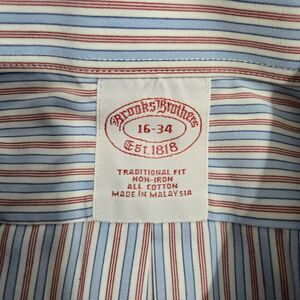 Brooks Brothers
16-34
Est. 1818
TRADITIONAL FIT
NON-IRON
ALL COTTON
MADE IN MALAYSIA